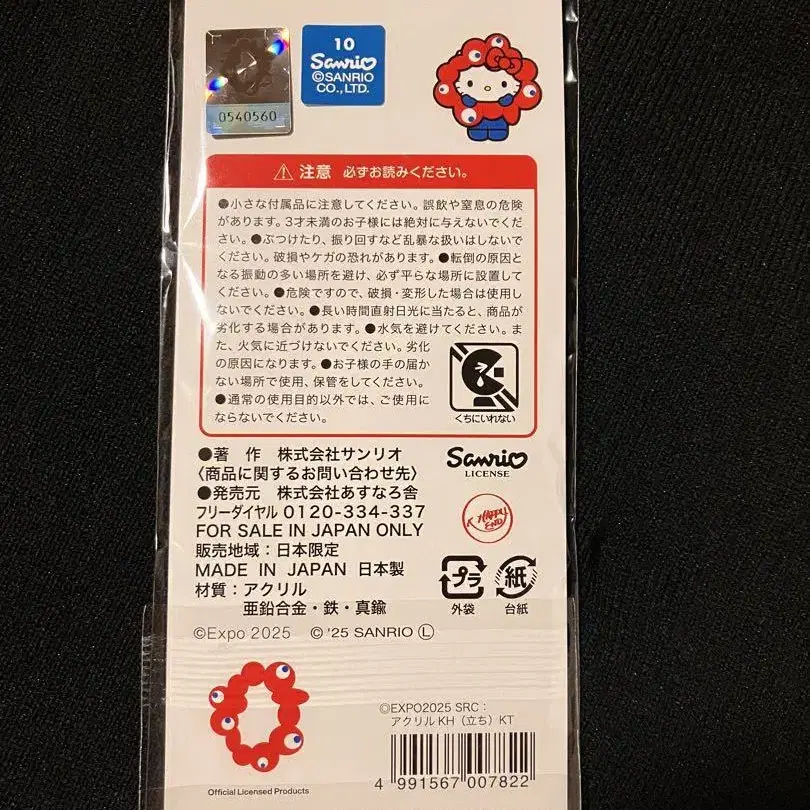 0540560
10
Sanrio
©SANRIO
CO.,LTD.
⚠ 注意 必ずお読みください。
●小さな付属品に注意してください。誤飲や窒息の危険
があります。3才未満のお子様には絶対に与えないでくだ
さい。●ぶつけたり、振り回すなど乱暴な扱いはしないで
ください。破損やケガの恐れがあります。●転倒の原因と
なる振動の多い場所を避け、必ず平らな場所に設置して
ください。●危険ですので、破損・変形した場合は使用し
ないでください。●長い時間直射日光に当たると、商品が
劣化する場合があります。●水気を避けてください。ま
た、火気に近づけないでください。劣化
の原因になります。●お子様の手の届か
ない場所で使用、保管をしてください。
●通常の使用目的以外では、ご使用に
ならないでください。
くちにいれない
●著 作 株式会社サンリオ
〈商品に関するお問い合わせ先〉
●発売元 株式会社あすなろ舎
フリーダイヤル 0120-334-337
FOR SALE IN JAPAN ONLY
販売地域：日本限定
MADE IN JAPAN 日本製
材質：アクリル
亜鉛合金・鉄・真鍮
Sanrio
LICENSE
HAPPY
END
プラ
外袋
紙
台紙
©Expo 2025 © '25 SANRIO Ⓛ
Official Licensed Products
©EXPO2025 SRC：
アクリルKH（立ち）KT
4 991567 007822